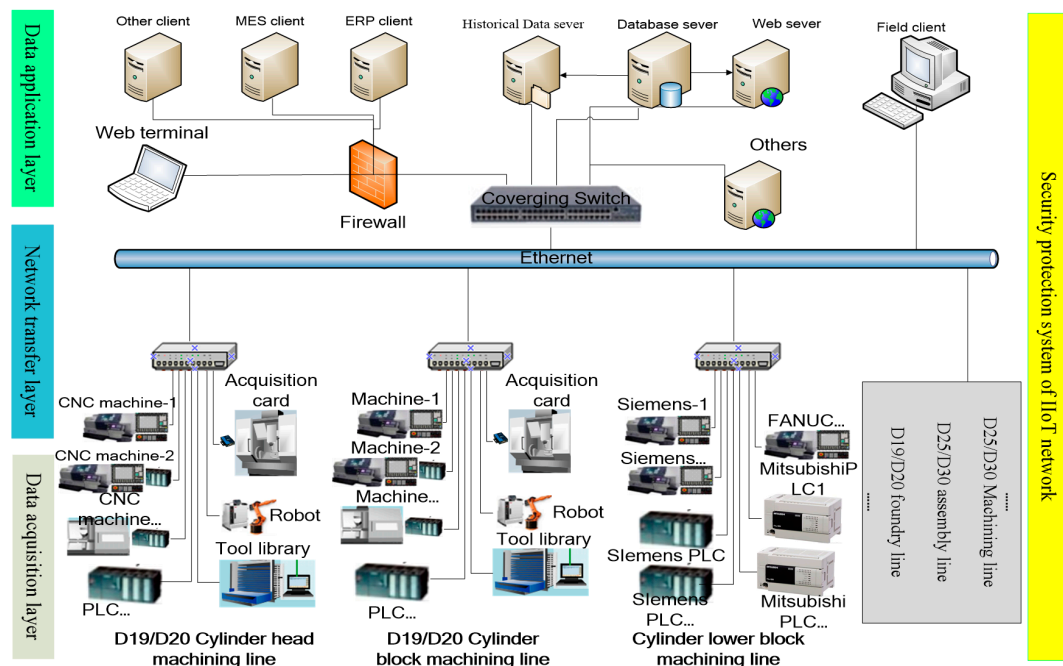 Other client
MES client
ERP client
Historical Data sever
Database sever
Web sever
Field client
Web terminal
Firewall
Coverging Switch
Others
Ethernet
Data application layer
Network transfer layer
Data acquisition layer
Security protection system of IIoT network
CNC machine-1
CNC machine-2
CNC
machine...
PLC...
Acquisition
card
Robot
Tool library
D19/D20 Cylinder head
machining line
Machine-1
Machine-2
Machine...
PLC...
Acquisition
card
Robot
Tool library
D19/D20 Cylinder
block machining line
Siemens-1
Siemens...
SIemens PLC
SIemens
PLC...
FANUC...
MitsubishiP
LC1
Mitsubishi
PLC...
Cylinder lower block
machining line
D25/D30 Machining line
......
D25/D30 assembly line
D19/D20 foundry line
......